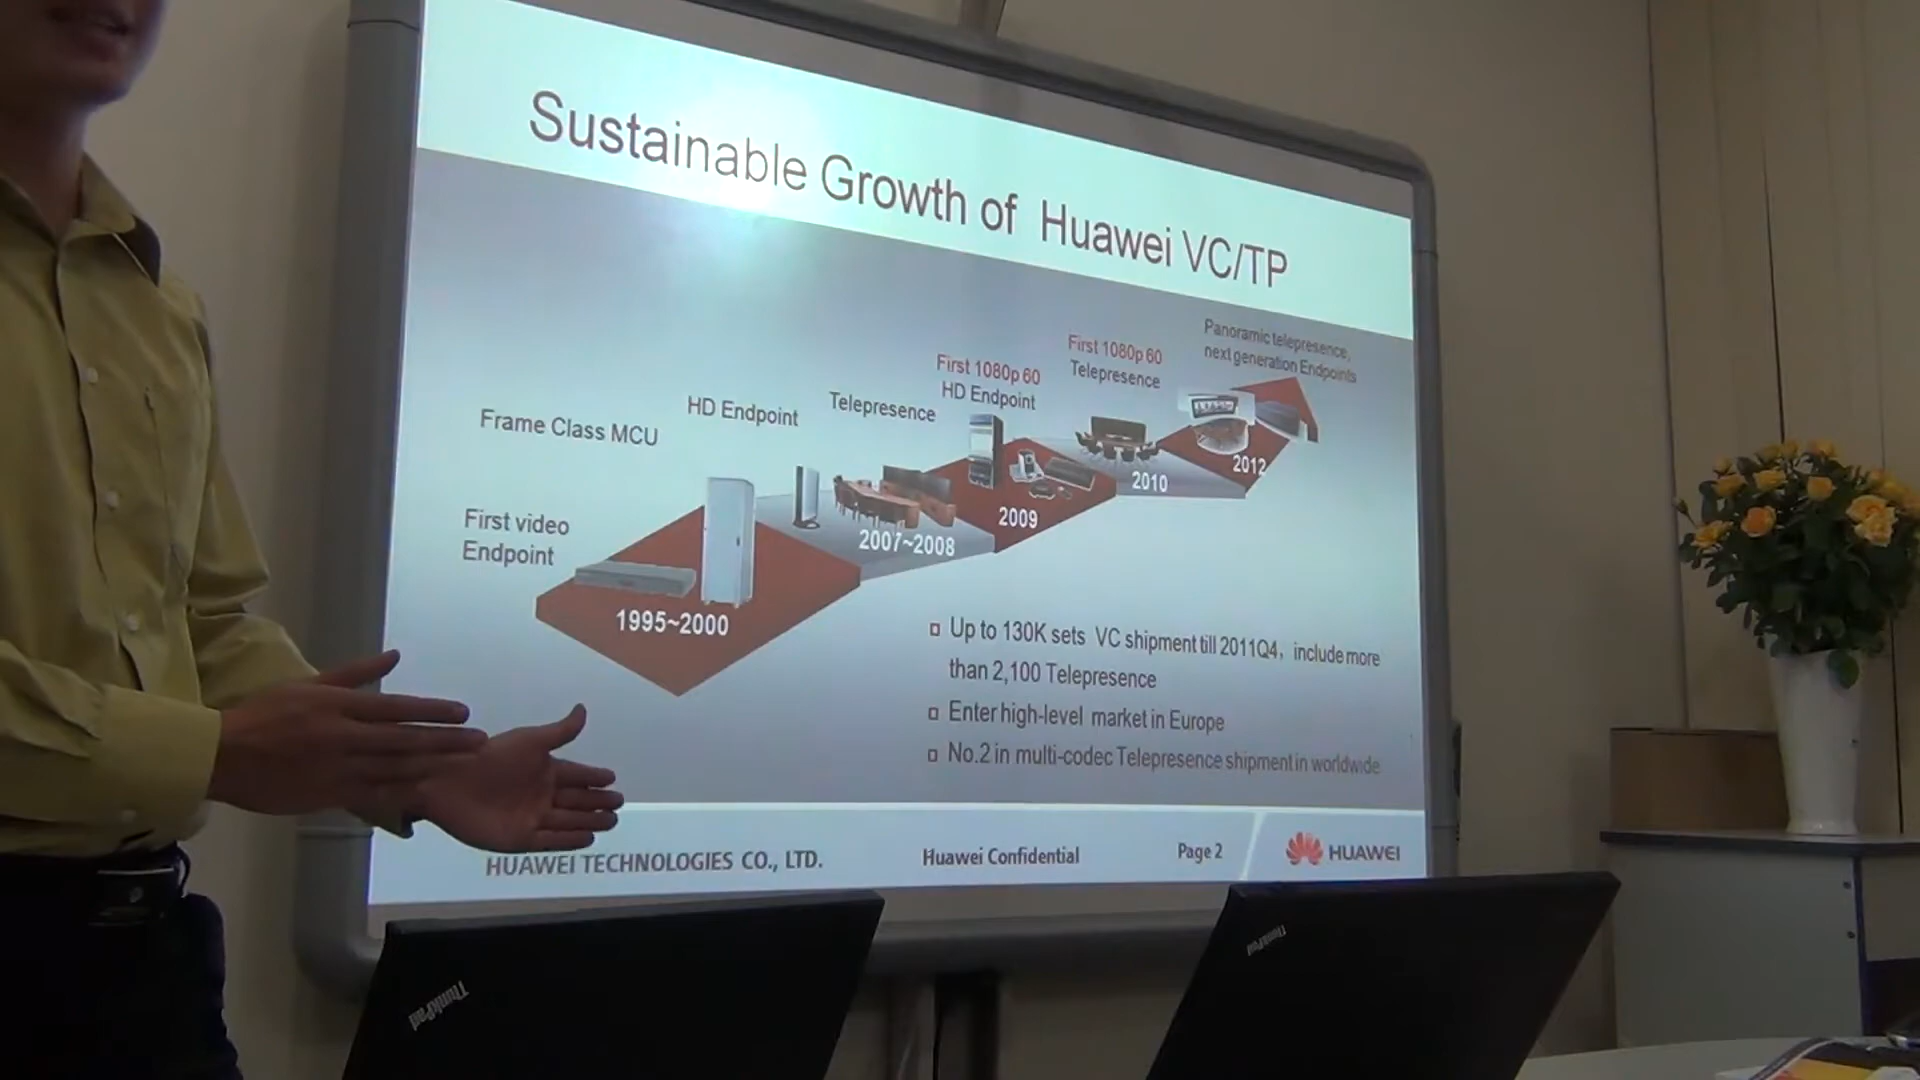 Sustainable Growth of Huawei VC/TP
Panoramic telepresence,
next generation Endpoints
First 1080p 60
Telepresence
First 1080p 60
HD Endpoint
Telepresence
HD Endpoint
Frame Class MCU
First video
Endpoint
1995~2000
2007~2008
2009
2010
2012
Up to 130K sets VC shipment till 2011Q4, include more
than 2,100 Telepresence
Enter high-level market in Europe
No.2 in multi-codec Telepresence shipment in worldwide
HUAWEI TECHNOLOGIES CO., LTD.
Huawei Confidential
Page 2
HUAWEI
ThinkPad
ThinkPad